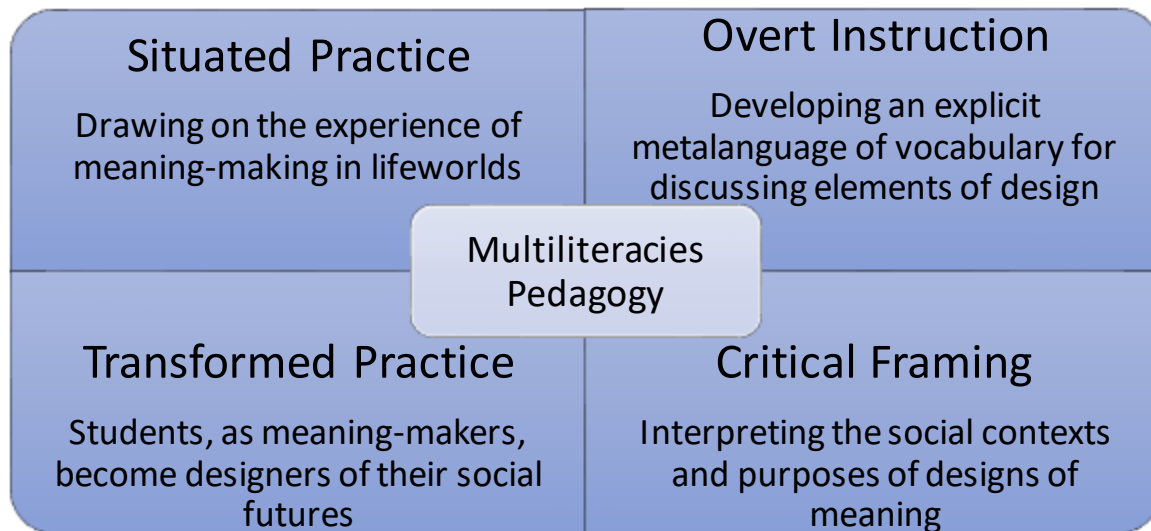 Situated Practice
Drawing on the experience of
meaning-making in lifeworlds
Overt Instruction
Developing an explicit
metalanguage of vocabulary for
discussing elements of design
Multiliteracies
Pedagogy
Transformed Practice
Students, as meaning-makers,
become designers of their social
futures
Critical Framing
Interpreting the social contexts
and purposes of designs of
meaning